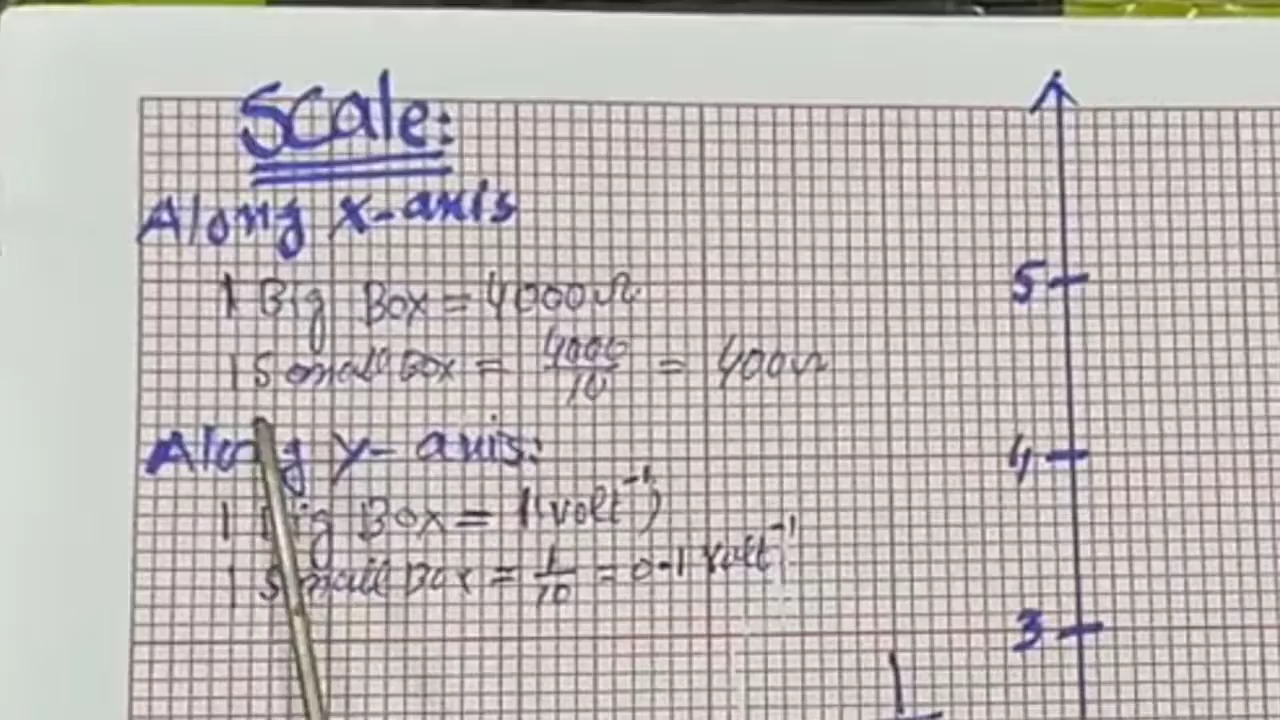 Scale:
Along x-axis
1 Big Box = 4000Ω
1 Small Box = 4000/10 = 400Ω
Along y-axis:
1 Big Box = 1(volt⁻¹)
1 Small Box = 1/10 = 0.1 volt⁻¹
5
4
3
1